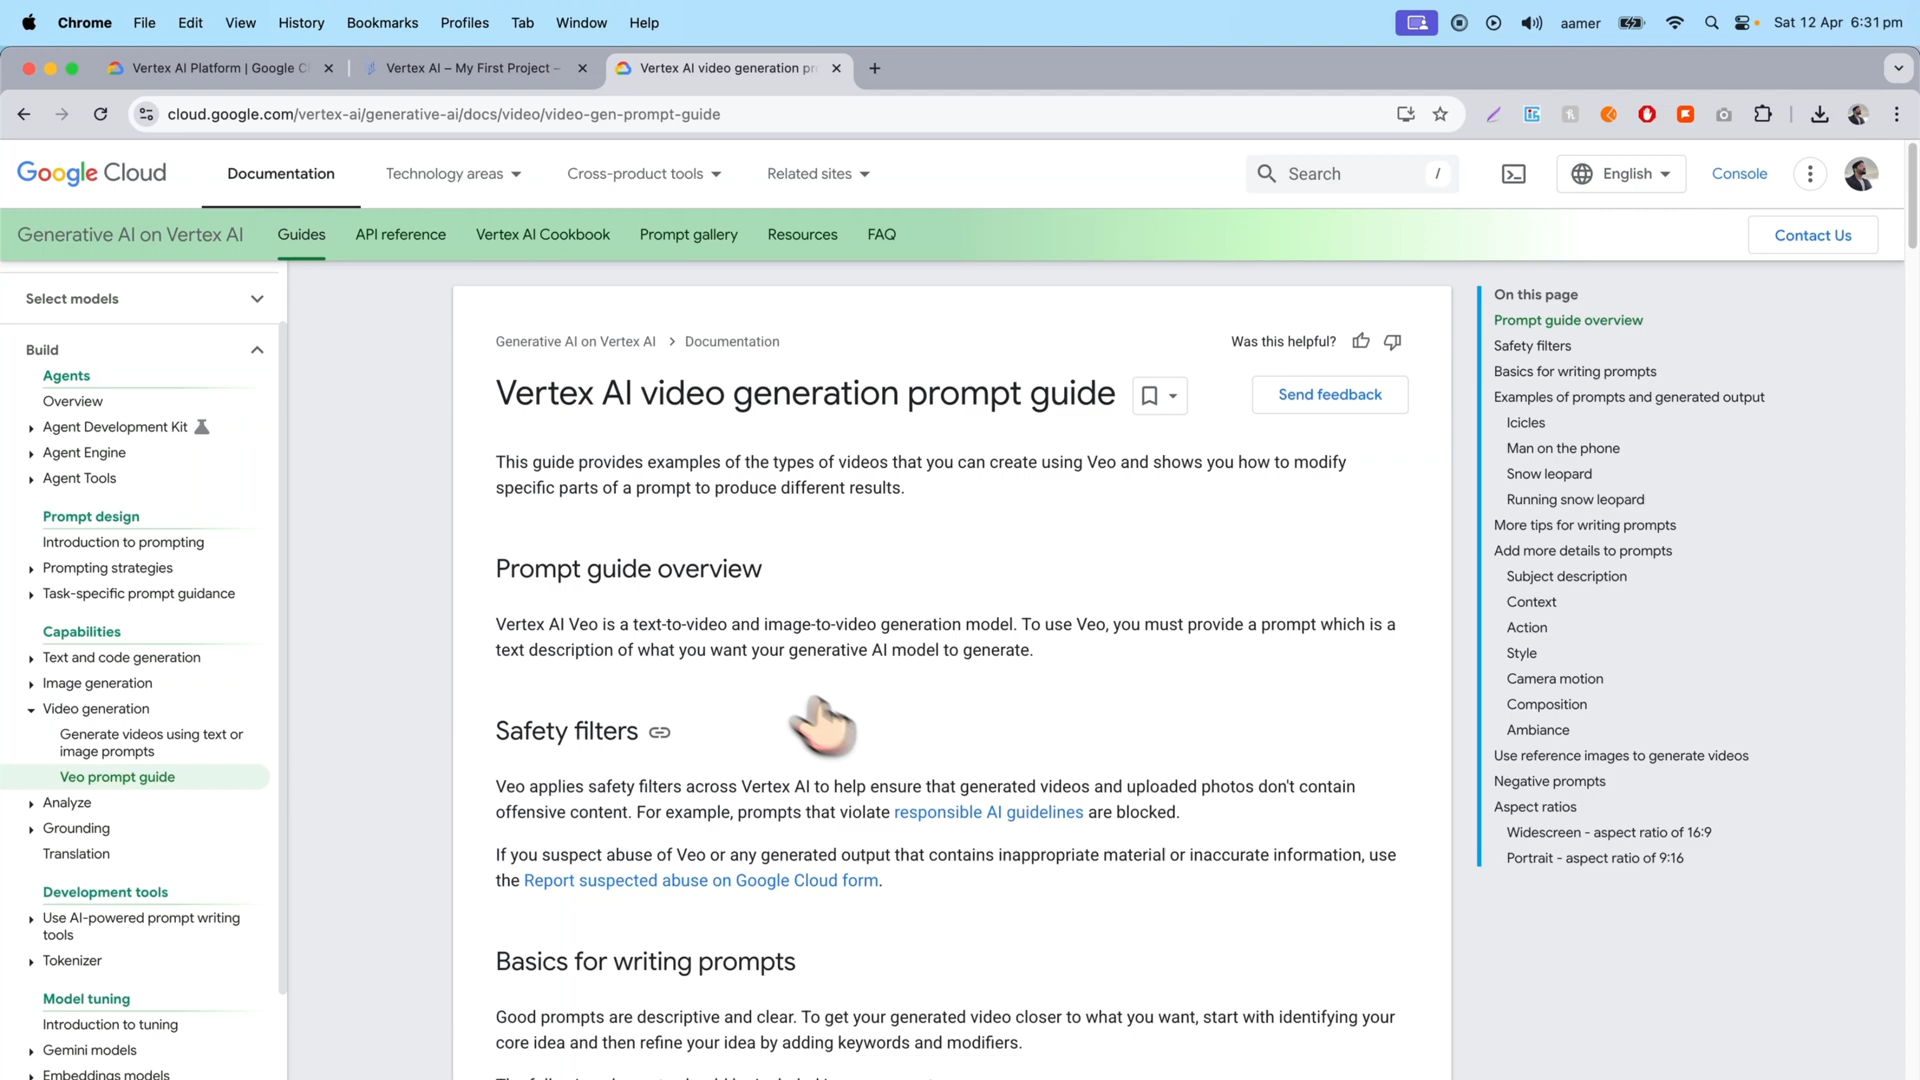 Chrome File Edit View History Bookmarks Profiles Tab Window Help aamer Sat 12 Apr 6:31 pm
Vertex AI Platform | Google C
Vertex AI – My First Project –
Vertex AI video generation pr
cloud.google.com/vertex-ai/generative-ai/docs/video/video-gen-prompt-guide
Google Cloud Documentation Technology areas Cross-product tools Related sites Search / English Console
Generative AI on Vertex AI Guides API reference Vertex AI Cookbook Prompt gallery Resources FAQ Contact Us
Select models
Build
Agents
Overview
Agent Development Kit
Agent Engine
Agent Tools
Prompt design
Introduction to prompting
Prompting strategies
Task-specific prompt guidance
Capabilities
Text and code generation
Image generation
Video generation
Generate videos using text or
image prompts
Veo prompt guide
Analyze
Grounding
Translation
Development tools
Use AI-powered prompt writing
tools
Tokenizer
Model tuning
Introduction to tuning
Gemini models
Embeddings models
Generative AI on Vertex AI > Documentation
Was this helpful?
Vertex AI video generation prompt guide
Send feedback
This guide provides examples of the types of videos that you can create using Veo and shows you how to modify
specific parts of a prompt to produce different results.
Prompt guide overview
Vertex AI Veo is a text-to-video and image-to-video generation model. To use Veo, you must provide a prompt which is a
text description of what you want your generative AI model to generate.
Safety filters
Veo applies safety filters across Vertex AI to help ensure that generated videos and uploaded photos don't contain
offensive content. For example, prompts that violate responsible AI guidelines are blocked.
If you suspect abuse of Veo or any generated output that contains inappropriate material or inaccurate information, use
the Report suspected abuse on Google Cloud form.
Basics for writing prompts
Good prompts are descriptive and clear. To get your generated video closer to what you want, start with identifying your
core idea and then refine your idea by adding keywords and modifiers.
On this page
Prompt guide overview
Safety filters
Basics for writing prompts
Examples of prompts and generated output
Icicles
Man on the phone
Snow leopard
Running snow leopard
More tips for writing prompts
Add more details to prompts
Subject description
Context
Action
Style
Camera motion
Composition
Ambiance
Use reference images to generate videos
Negative prompts
Aspect ratios
Widescreen - aspect ratio of 16:9
Portrait - aspect ratio of 9:16